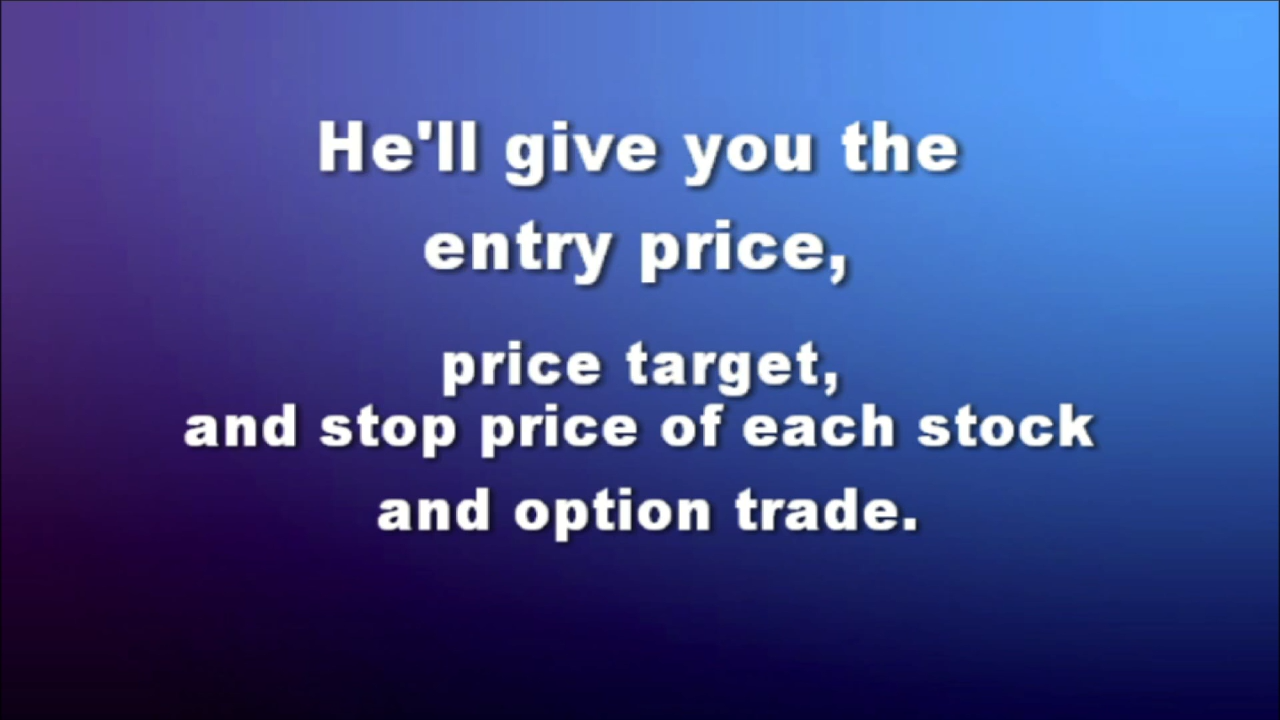 He'll give you the
entry price,
price target,
and stop price of each stock
and option trade.